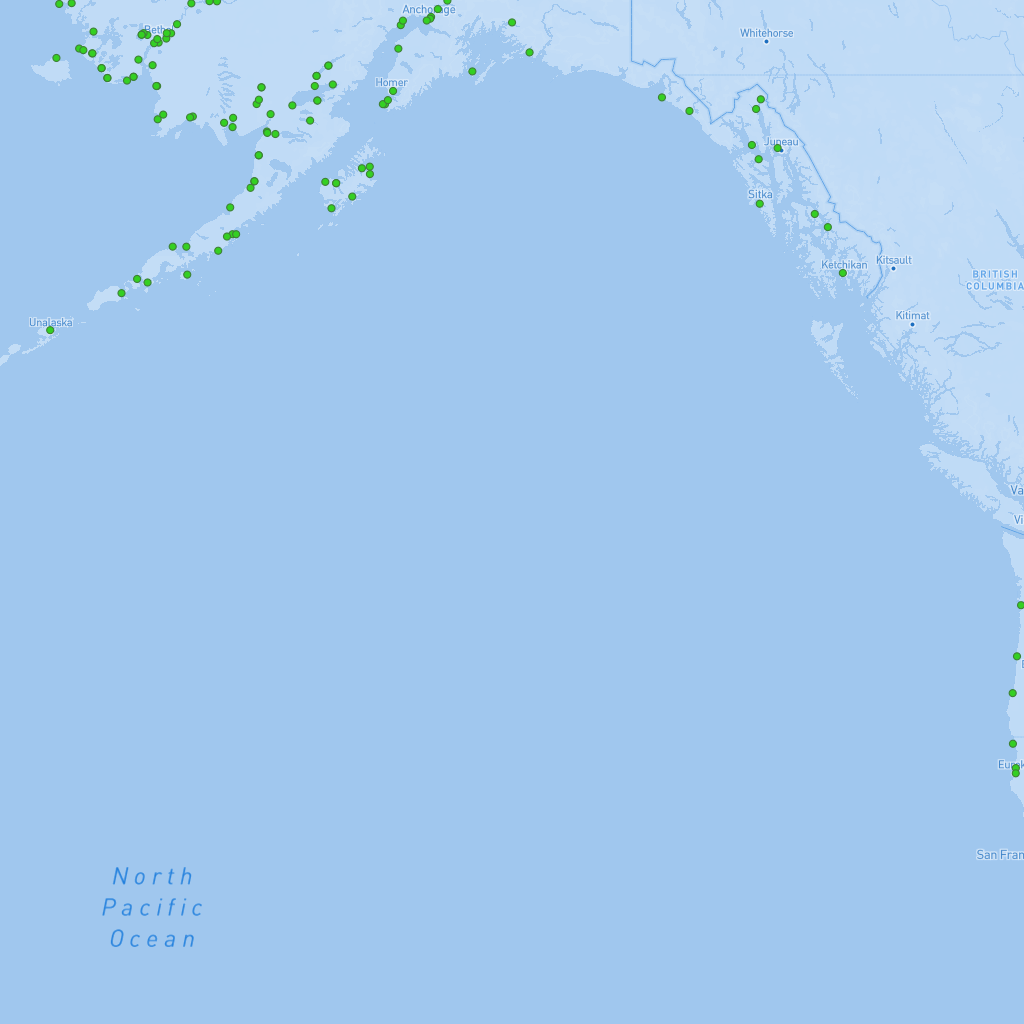 Bethel
Anchorage
Whitehorse
Homer
Juneau
Sitka
Ketchikan
Kitsault
BRITISH
COLUMBIA
Kitimat
Unalaska
Va
Vi
E
Eurek
San Fran
North
Pacific
Ocean